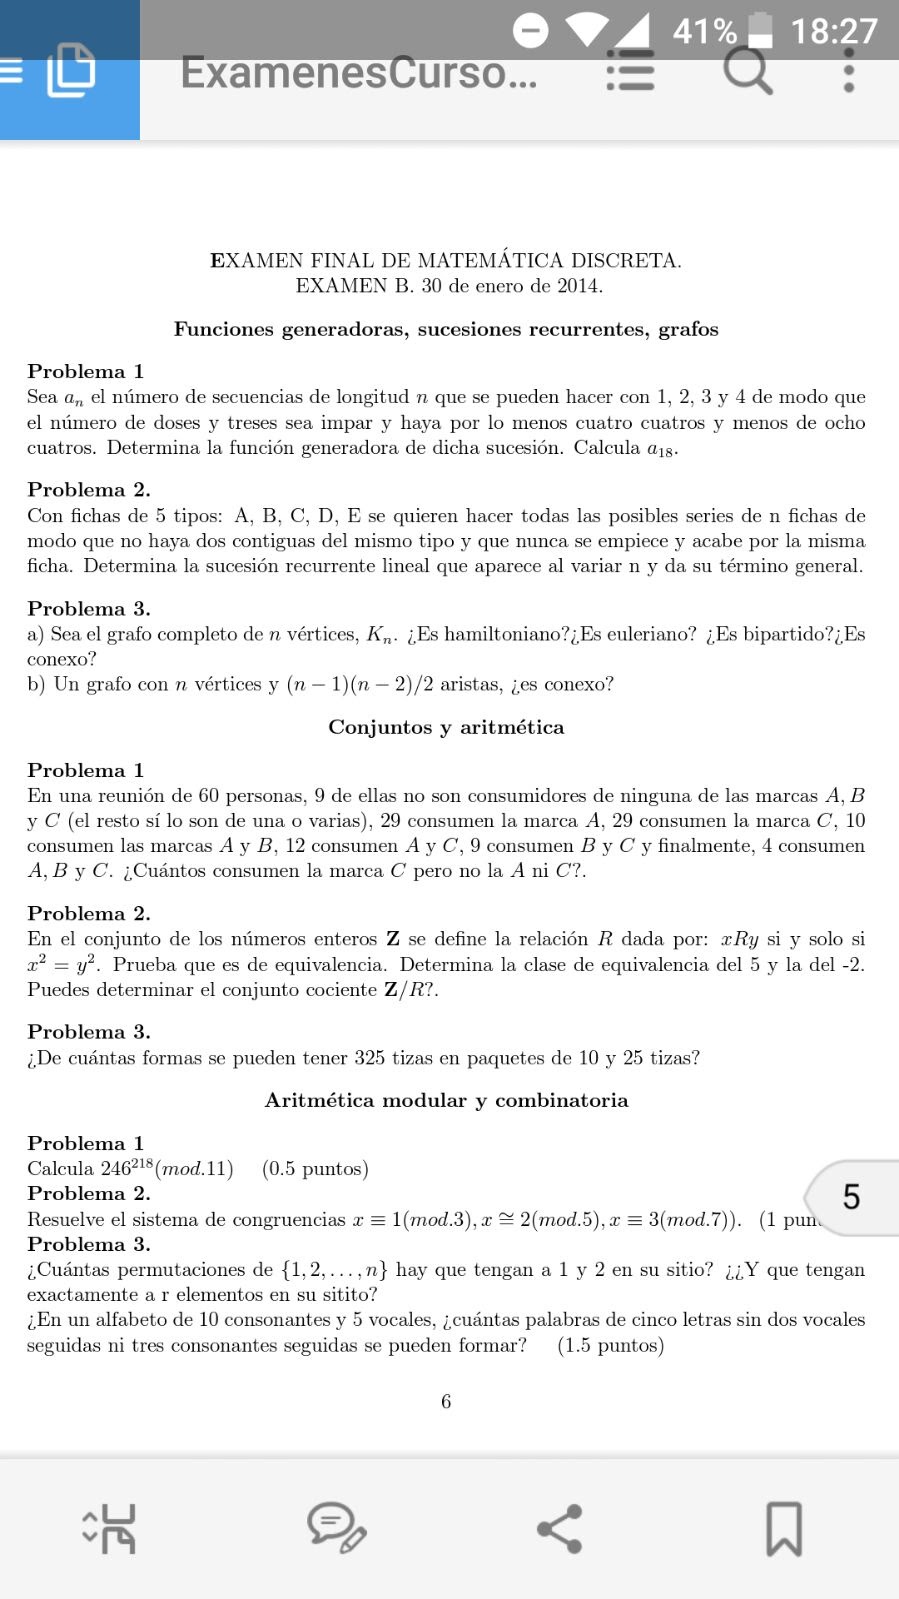 41% 18:27
ExamenesCurso...
EXAMEN FINAL DE MATEMÁTICA DISCRETA.
EXAMEN B. 30 de enero de 2014.
Funciones generadoras, sucesiones recurrentes, grafos
Problema 1
Sea aₙ el número de secuencias de longitud n que se pueden hacer con 1, 2, 3 y 4 de modo que
el número de doses y treses sea impar y haya por lo menos cuatro cuatros y menos de ocho
cuatros. Determina la función generadora de dicha sucesión. Calcula a₁₈.
Problema 2.
Con fichas de 5 tipos: A, B, C, D, E se quieren hacer todas las posibles series de n fichas de
modo que no haya dos contiguas del mismo tipo y que nunca se empiece y acabe por la misma
ficha. Determina la sucesión recurrente lineal que aparece al variar n y da su término general.
Problema 3.
a) Sea el grafo completo de n vértices, Kₙ. ¿Es hamiltoniano?¿Es euleriano? ¿Es bipartido?¿Es
conexo?
b) Un grafo con n vértices y (n − 1)(n − 2)/2 aristas, ¿es conexo?
Conjuntos y aritmética
Problema 1
En una reunión de 60 personas, 9 de ellas no son consumidores de ninguna de las marcas A, B
y C (el resto sí lo son de una o varias), 29 consumen la marca A, 29 consumen la marca C, 10
consumen las marcas A y B, 12 consumen A y C, 9 consumen B y C y finalmente, 4 consumen
A, B y C. ¿Cuántos consumen la marca C pero no la A ni C?.
Problema 2.
En el conjunto de los números enteros Z se define la relación R dada por: xRy si y solo si
x² = y². Prueba que es de equivalencia. Determina la clase de equivalencia del 5 y la del -2.
Puedes determinar el conjunto cociente Z/R?.
Problema 3.
¿De cuántas formas se pueden tener 325 tizas en paquetes de 10 y 25 tizas?
Aritmética modular y combinatoria
Problema 1
Calcula 246²¹⁸(mod.11) (0.5 puntos)
Problema 2.
Resuelve el sistema de congruencias x ≡ 1(mod.3), x ≅ 2(mod.5), x ≡ 3(mod.7)). (1 pun
5
Problema 3.
¿Cuántas permutaciones de {1, 2, . . . , n} hay que tengan a 1 y 2 en su sitio? ¿¿Y que tengan
exactamente a r elementos en su sitito?
¿En un alfabeto de 10 consonantes y 5 vocales, ¿cuántas palabras de cinco letras sin dos vocales
seguidas ni tres consonantes seguidas se pueden formar? (1.5 puntos)
6